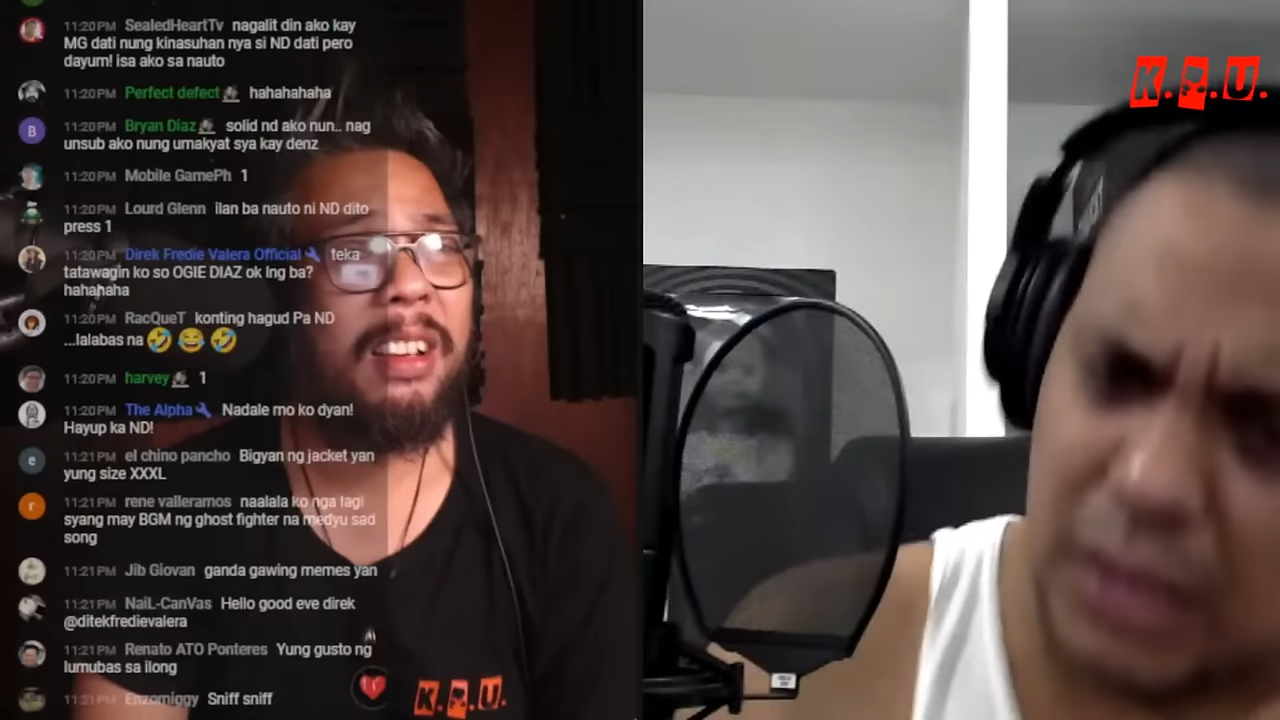 11:20PM SealedHeartTv nagalit din ako kay
MG dati nung kinasuhan nya si ND dati pero
dayum! isa ako sa nauto
11:20PM Perfect defect hahahahaha
B
11:20PM Bryan Diaz solid nd ako nun.. nag
unsub ako nung umakyat sya kay denz
11:20PM Mobile GamePh 1
11:20PM Lourd Glenn ilan ba nauto ni ND dito
press 1
11:20PM Direk Fredie Valera Official teka
tatawagin ko so OGIE DIAZ ok lng ba?
hahahaha
11:20PM RacQueT konting hagud Pa ND
...lalabas na 🤣😂🤣
11:20PM harvey 1
11:20PM The Alpha Nadale mo ko dyan!
Hayup ka ND!
e
11:21PM el chino pancho Bigyan ng jacket yan
yung size XXXL
r
11:21PM rene valleramos naalala ko nga lagi
syang may BGM ng ghost fighter na medyu sad
song
11:21PM Jib Giovan ganda gawing memes yan
11:21PM NaiL-CanVas Hello good eve direk
@ditekfredievalera
11:21PM Renato ATO Ponteres Yung gusto ng
lumubas sa ilong
11:21PM Enzomiggy Sniff sniff
K.P.U.
K.P.U.